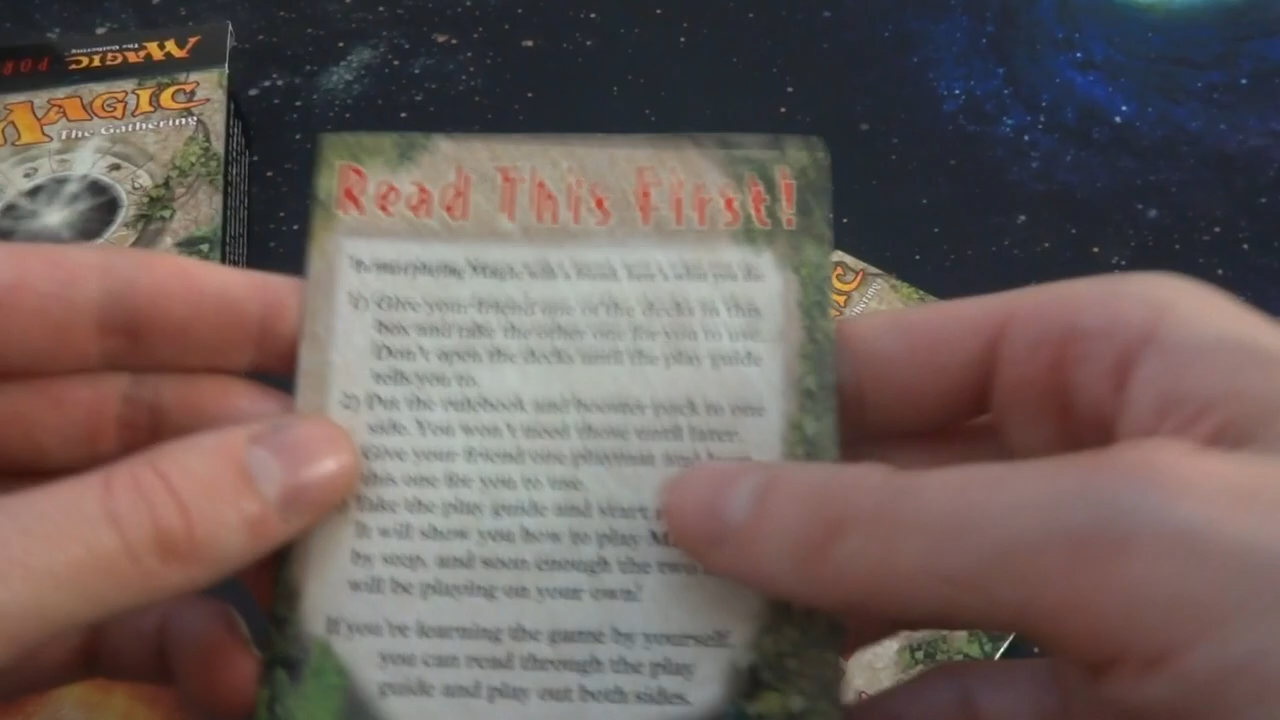 MAGIC
The Gathering
POR
MAGIC
The Gathering
Read This First!
1) Give your friend one of the decks in this
box and take the other one for you to use.
Don't open the decks until the play guide
tells you to.
2) Put the rulebook and booster pack to one
side. You won't need those until later.
Give your friend one playmat and keep
this one for you to use.
Take the play guide and start
It will show you how to play
by step, and soon enough the two
will be playing on your own!
If you're learning the game by yourself,
you can read through the play
guide and play out both sides.
IC